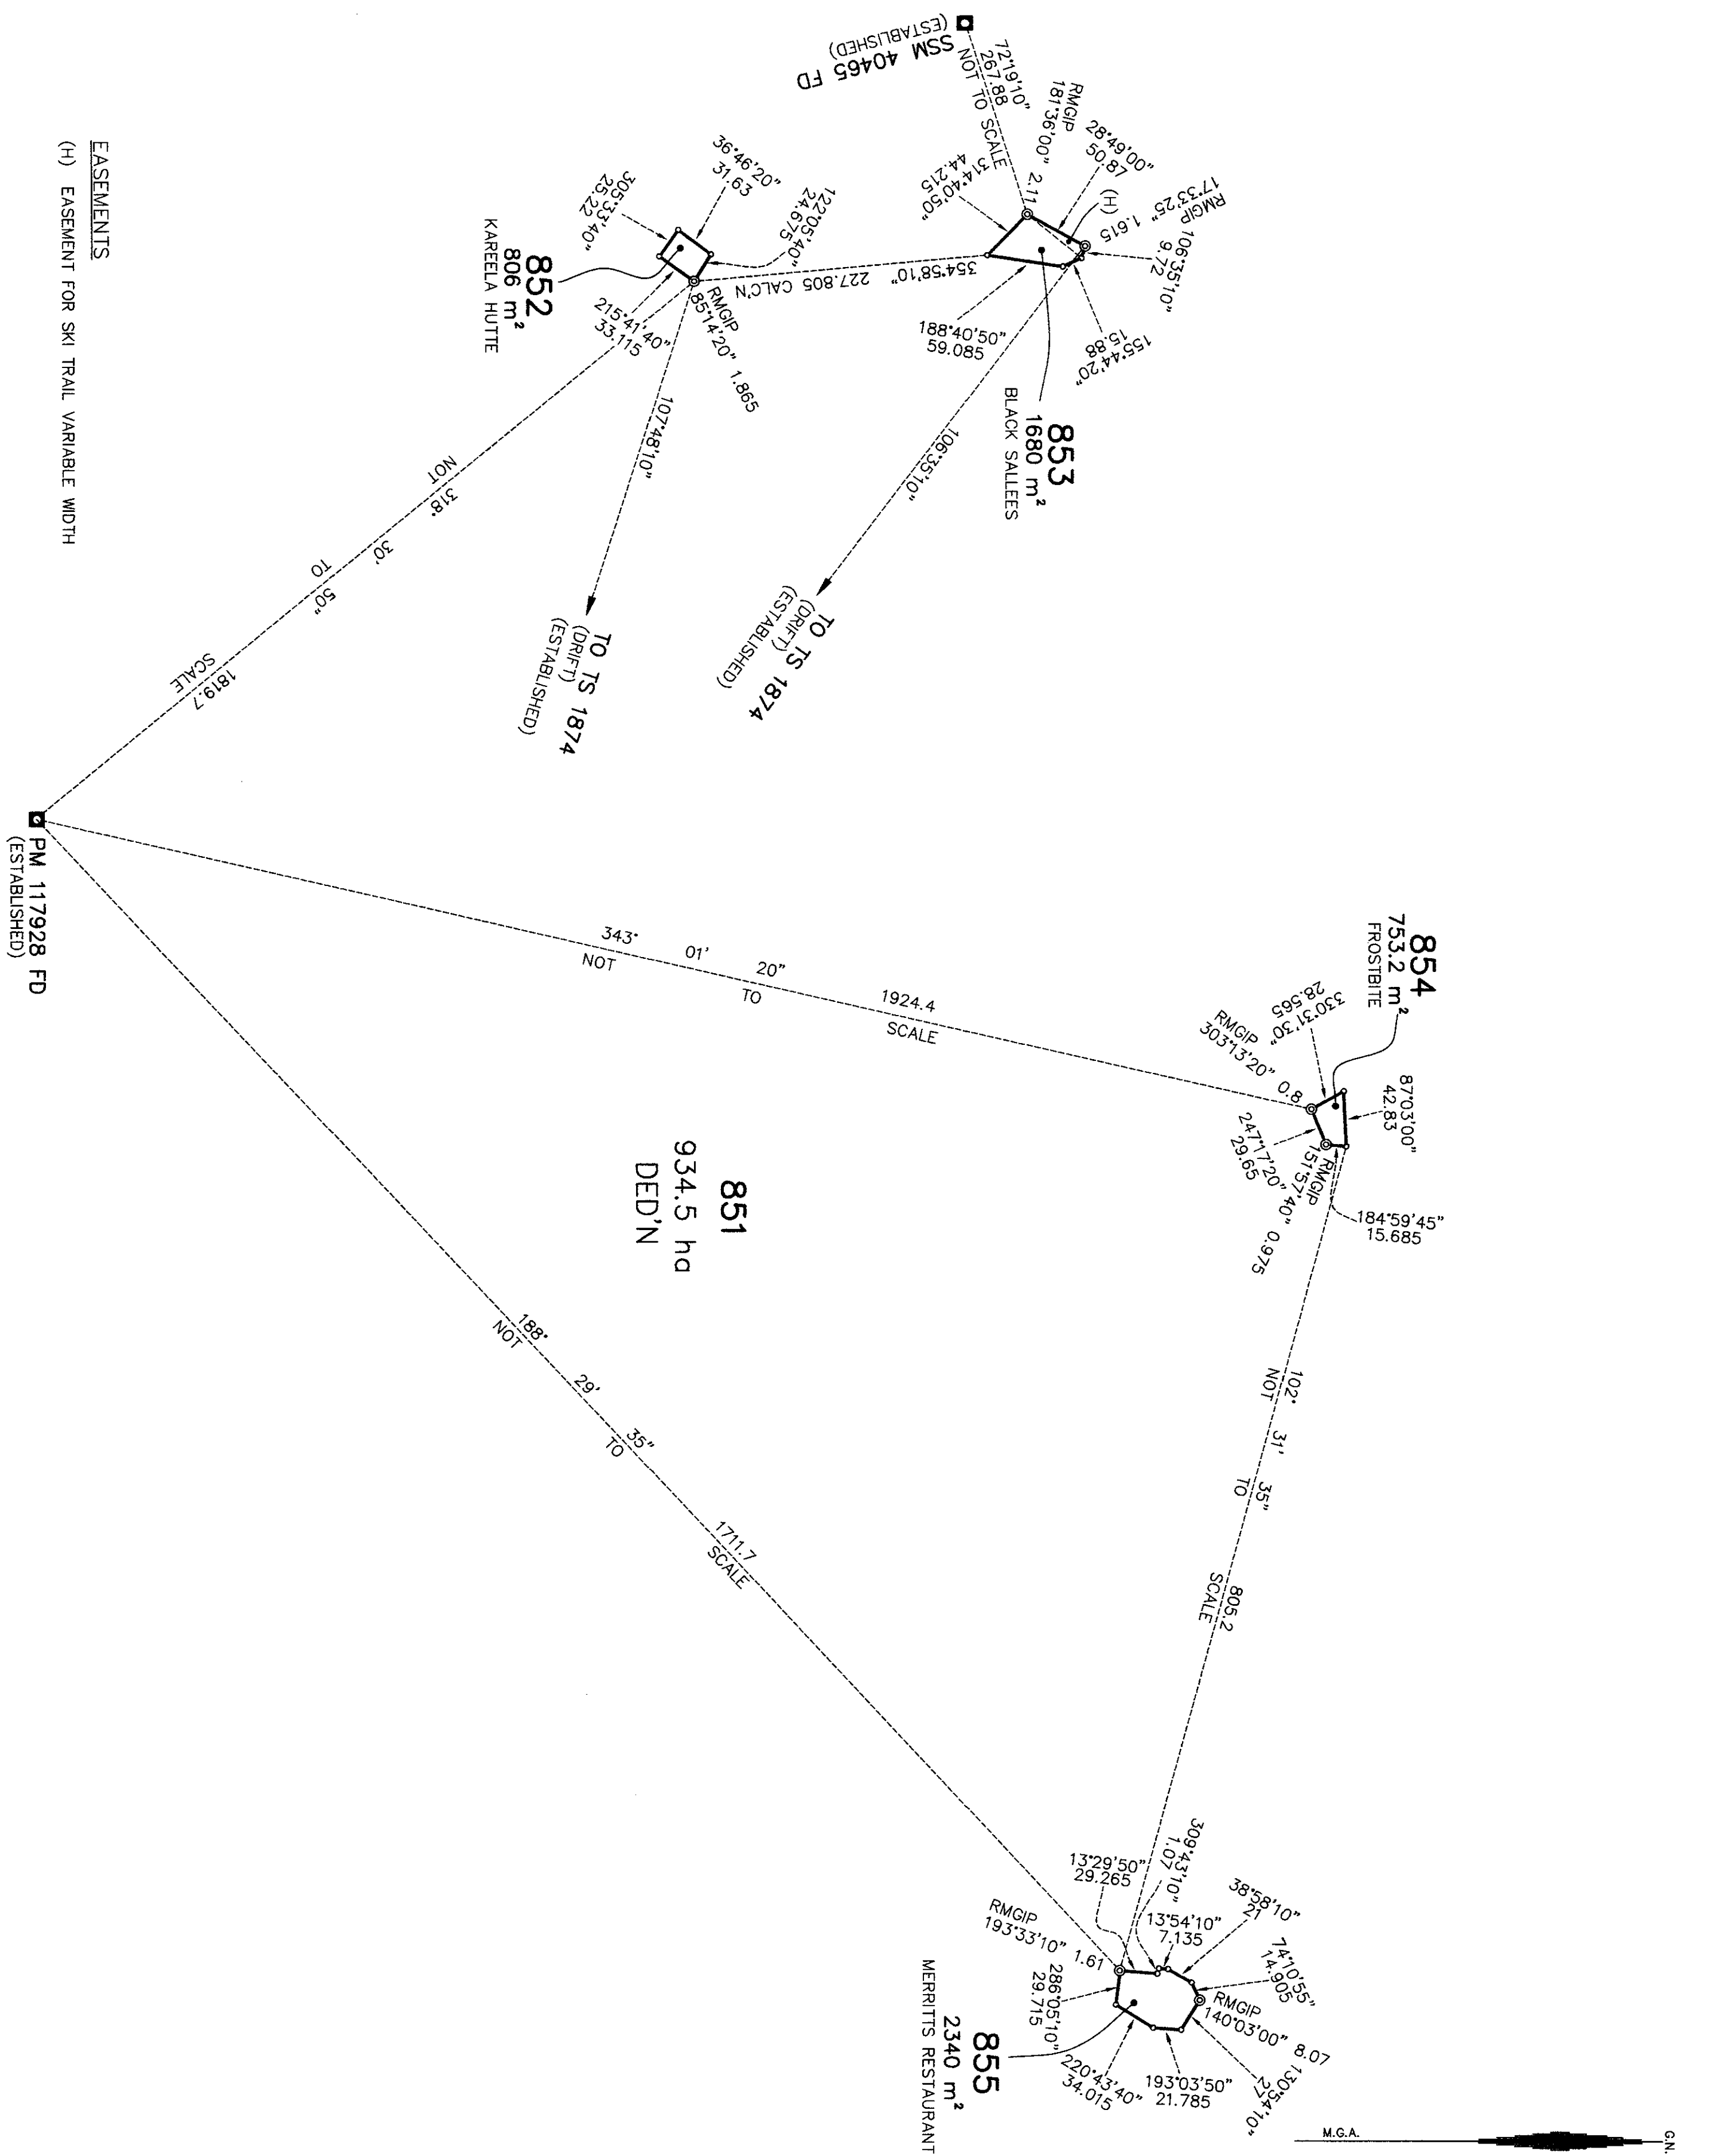 SSM 40465 FD
(ESTABLISHED)
72°19'10"
267.88
NOT TO SCALE
RMGIP
181°36'00" 2.11
28°49'00"
50.87
(H)
RMGIP
17°33'25" 1.615
106°35'10"
9.72
155°44'20"
15.88
314°40'50"
44.215
188°40'50"
59.085
853
1680 m²
BLACK SALLEES
354°58'10" 227.805 CALC'N
106°35'10"
TO TS 1874
(DRIFT)
(ESTABLISHED)
36°46'20"
31.63
122°05'40"
24.675
305°33'40"
25.22
215°41'40"
33.115
RMGIP
85°14'20" 1.865
852
806 m²
KAREELA HUTTE
107°48'10"
TO TS 1874
(DRIFT)
(ESTABLISHED)
318° 30' 50" 1819.7
NOT TO SCALE
EASEMENTS
(H) EASEMENT FOR SKI TRAIL VARIABLE WIDTH
PM 117928 FD
(ESTABLISHED)
343° 01' 20" 1924.4
NOT TO SCALE
854
753.2 m²
FROSTBITE
330°31'30"
28.565
RMGIP
303°13'20" 0.8
87°03'00"
42.83
247°17'20"
29.65
RMGIP
151°57'40" 0.975
184°59'45"
15.685
851
934.5 ha
DED'N
102° 31' 35" 805.2
NOT TO SCALE
188° 29' 35" 1711.7
NOT TO SCALE
13°29'50"
29.265
309°43'10"
1.07
13°54'10"
7.135
38°58'10"
21
74°10'55"
14.905
RMGIP
140°03'00" 8.07
130°54'10"
27
193°03'50"
21.785
220°43'40"
34.015
286°05'10"
29.715
RMGIP
193°33'10" 1.61
855
2340 m²
MERRITTS RESTAURANT
M.G.A.
G.N.